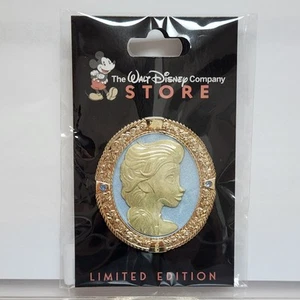 The WALT DISNEY Company
STORE
LIMITED EDITION